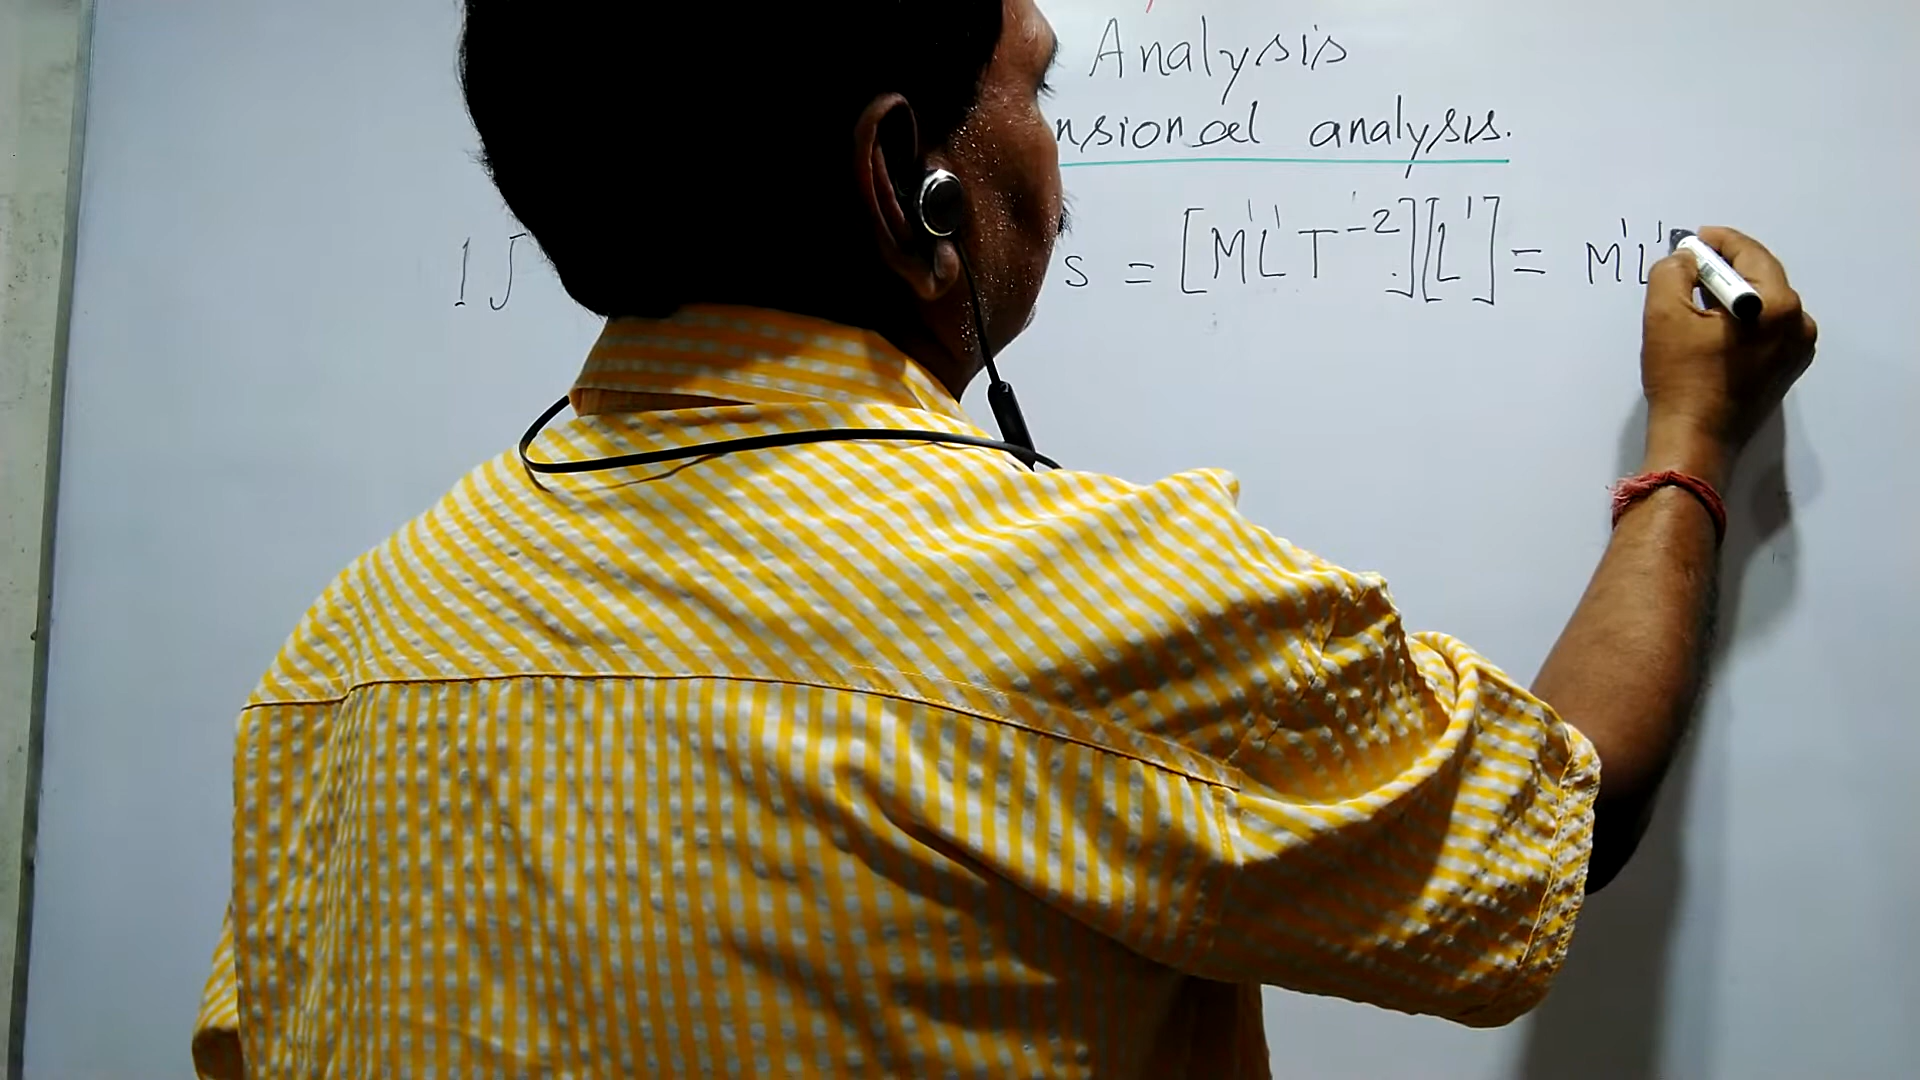 Analysis
nsional analysis.
1 J s = [M¹L¹T⁻²][L¹] = M¹L¹